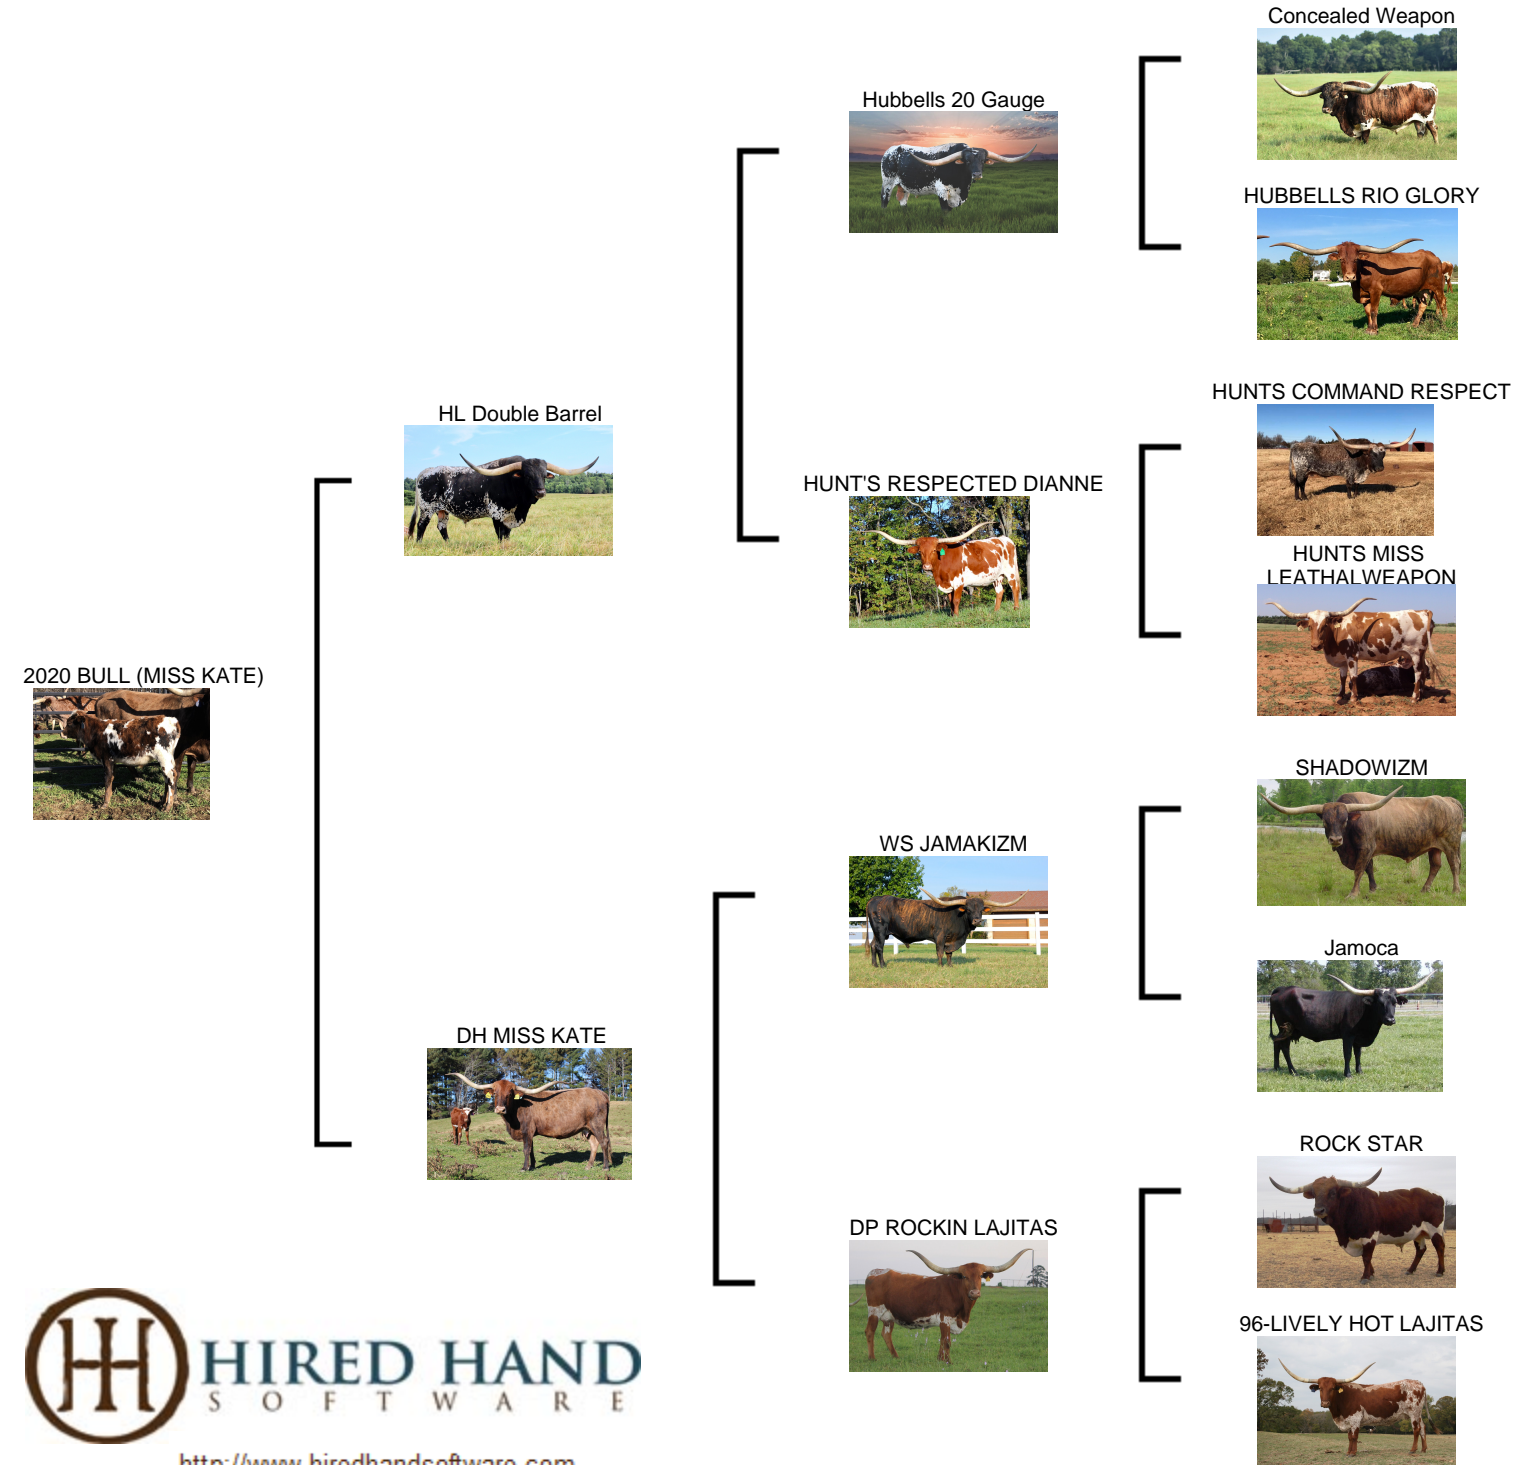 Concealed Weapon
Hubbells 20 Gauge
HUBBELLS RIO GLORY
HUNTS COMMAND RESPECT
HL Double Barrel
HUNT'S RESPECTED DIANNE
HUNTS MISS
LEATHALWEAPON
2020 BULL (MISS KATE)
SHADOWIZM
WS JAMAKIZM
Jamoca
DH MISS KATE
ROCK STAR
DP ROCKIN LAJITAS
96-LIVELY HOT LAJITAS
HIRED HAND
SOFTWARE
http://www.hiredhandsoftware.com